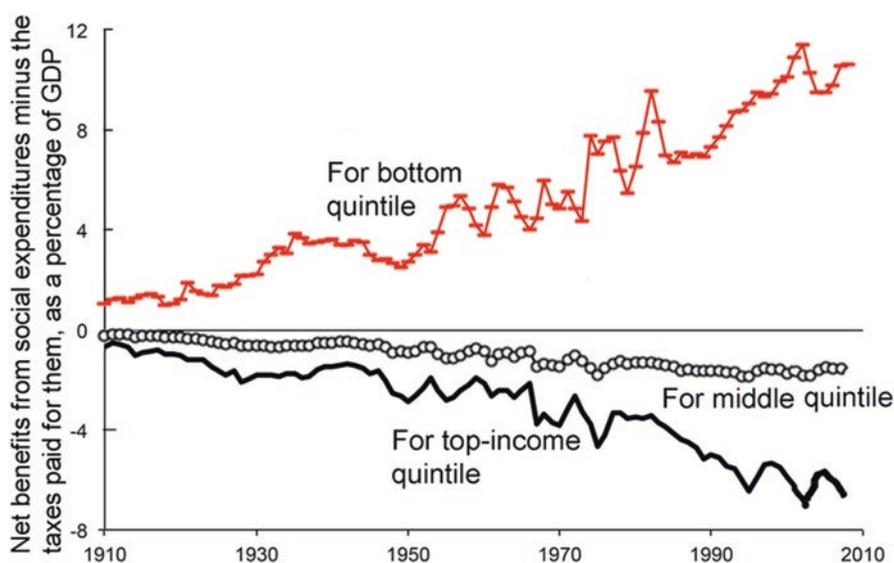 Net benefits from social expenditures minus the
taxes paid for them, as a percentage of GDP
12
8
4
0
-4
-8
For bottom
quintile
For middle quintile
For top-income
quintile
1910
1930
1950
1970
1990
2010